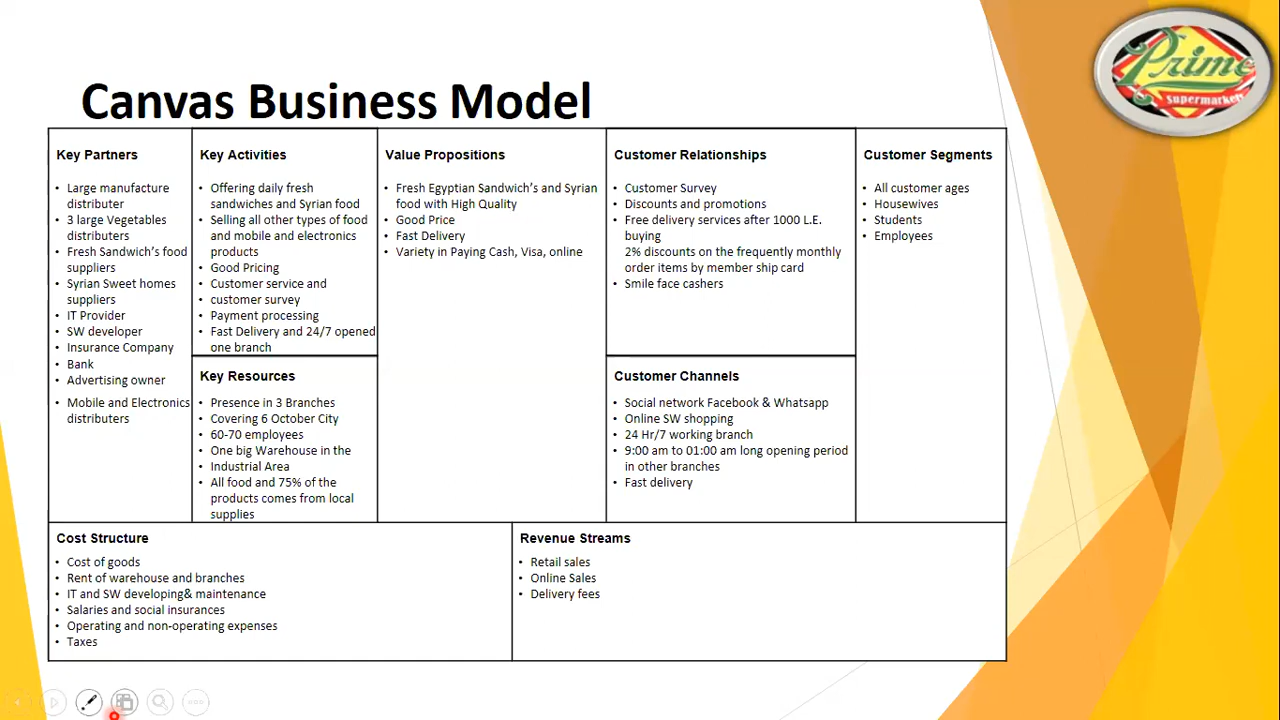 Prime
Supermarkets
Canvas Business Model
Key Partners
• Large manufacture
distributer
• 3 large Vegetables
distributers
• Fresh Sandwich's food
suppliers
• Syrian Sweet homes
suppliers
• IT Provider
• SW developer
• Insurance Company
• Bank
• Advertising owner
• Mobile and Electronics
distributers
Key Activities
• Offering daily fresh
sandwiches and Syrian food
• Selling all other types of food
and mobile and electronics
products
• Good Pricing
• Customer service and
• customer survey
• Payment processing
• Fast Delivery and 24/7 opened
one branch
Key Resources
• Presence in 3 Branches
• Covering 6 October City
• 60-70 employees
• One big Warehouse in the
• Industrial Area
• All food and 75% of the
products comes from local
supplies
Value Propositions
• Fresh Egyptian Sandwich's and Syrian
food with High Quality
• Good Price
• Fast Delivery
• Variety in Paying Cash, Visa, online
Customer Relationships
• Customer Survey
• Discounts and promotions
• Free delivery services after 1000 L.E.
buying
2% discounts on the frequently monthly
order items by member ship card
• Smile face cashers
Customer Channels
• Social network Facebook & Whatsapp
• Online SW shopping
• 24 Hr/7 working branch
• 9:00 am to 01:00 am long opening period
in other branches
• Fast delivery
Customer Segments
• All customer ages
• Housewives
• Students
• Employees
Cost Structure
• Cost of goods
• Rent of warehouse and branches
• IT and SW developing& maintenance
• Salaries and social insurances
• Operating and non-operating expenses
• Taxes
Revenue Streams
• Retail sales
• Online Sales
• Delivery fees